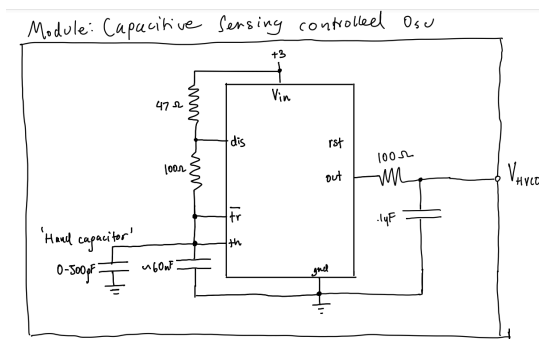 Module: Capacitive Sensing controlled Osc
+3
Vin
47 Ω
dis
rst
100Ω
out
100 Ω
tr
.1μF
'Hand capacitor'
th
0-500pF
~60nF
gnd